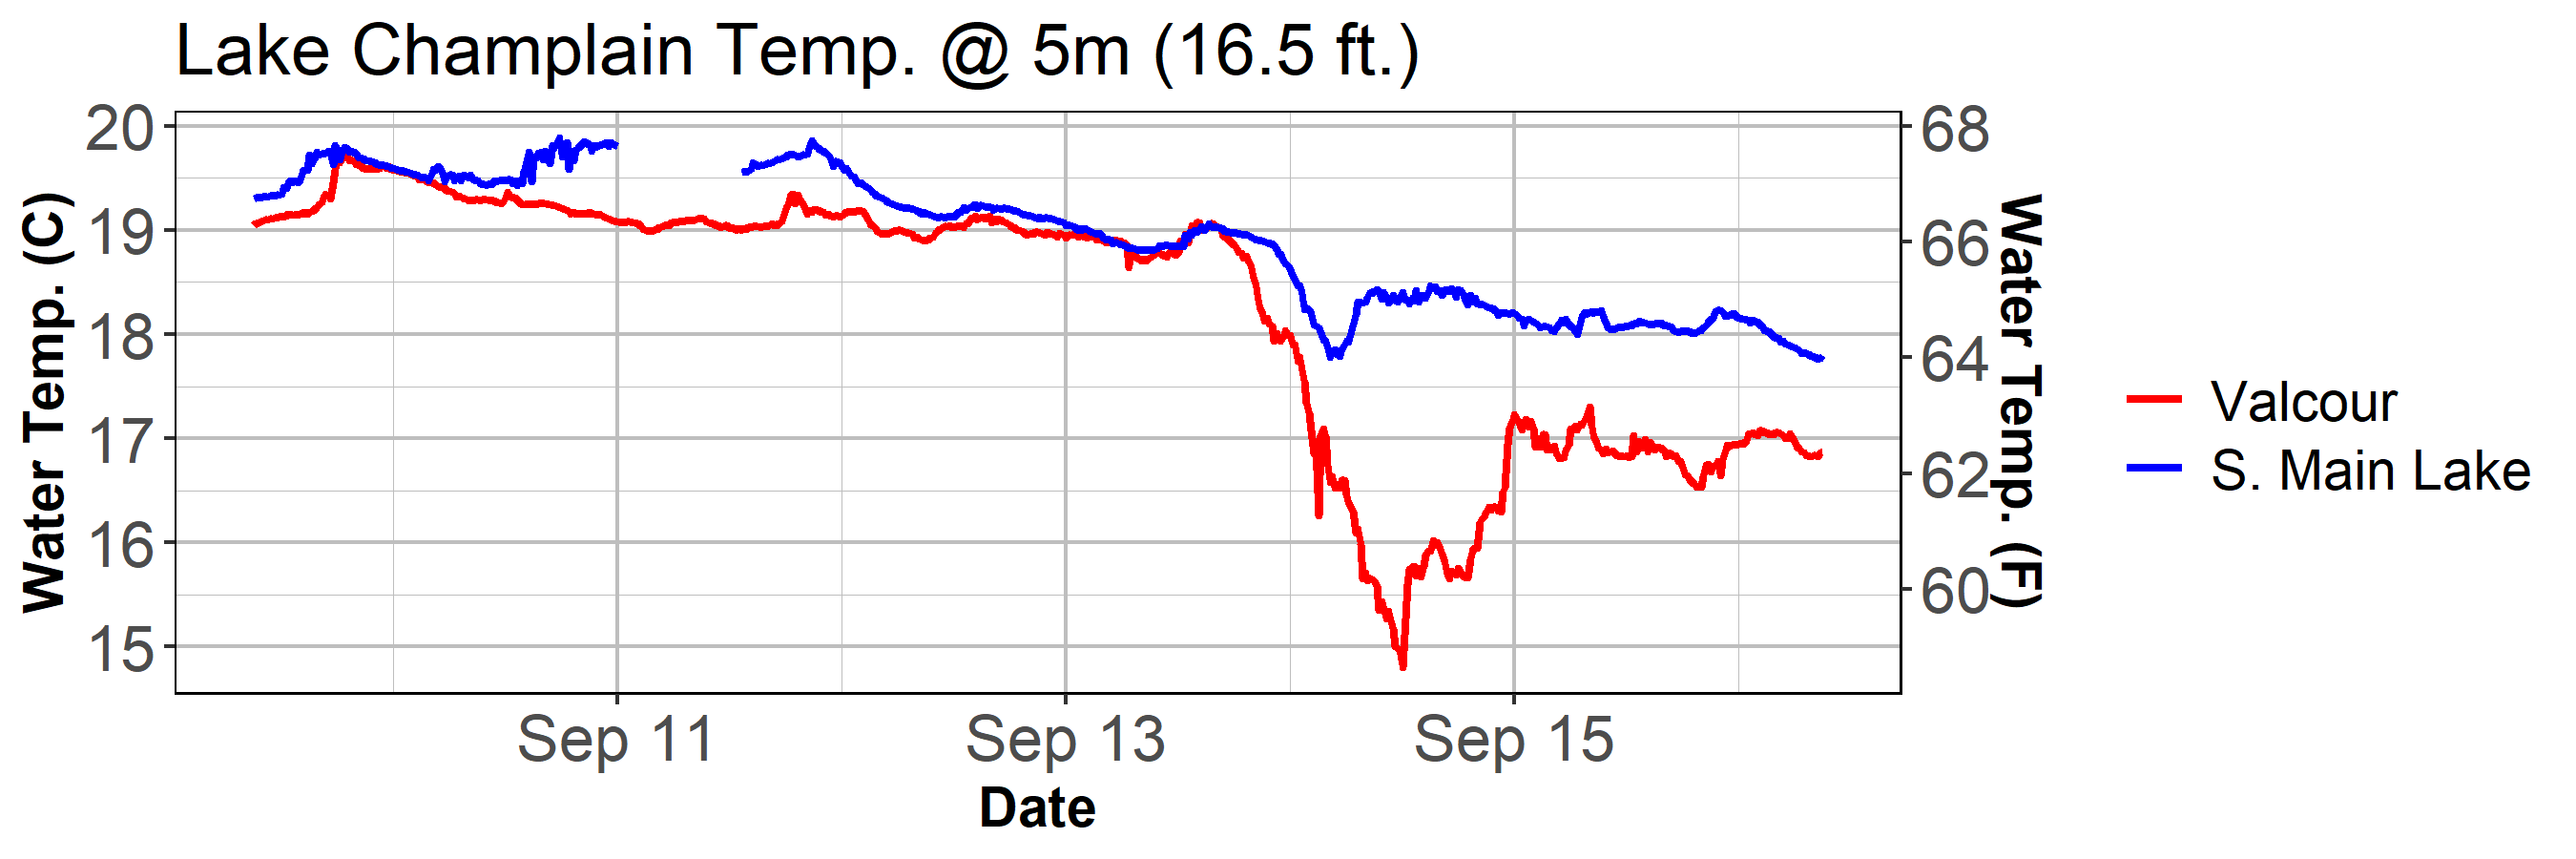 Lake Champlain Temp. @ 5m (16.5 ft.)
Water Temp. (C)
20
19
18
17
16
15
68
66
64
62
60
Water Temp. (F)
Sep 11
Sep 13
Sep 15
Date
Valcour
S. Main Lake